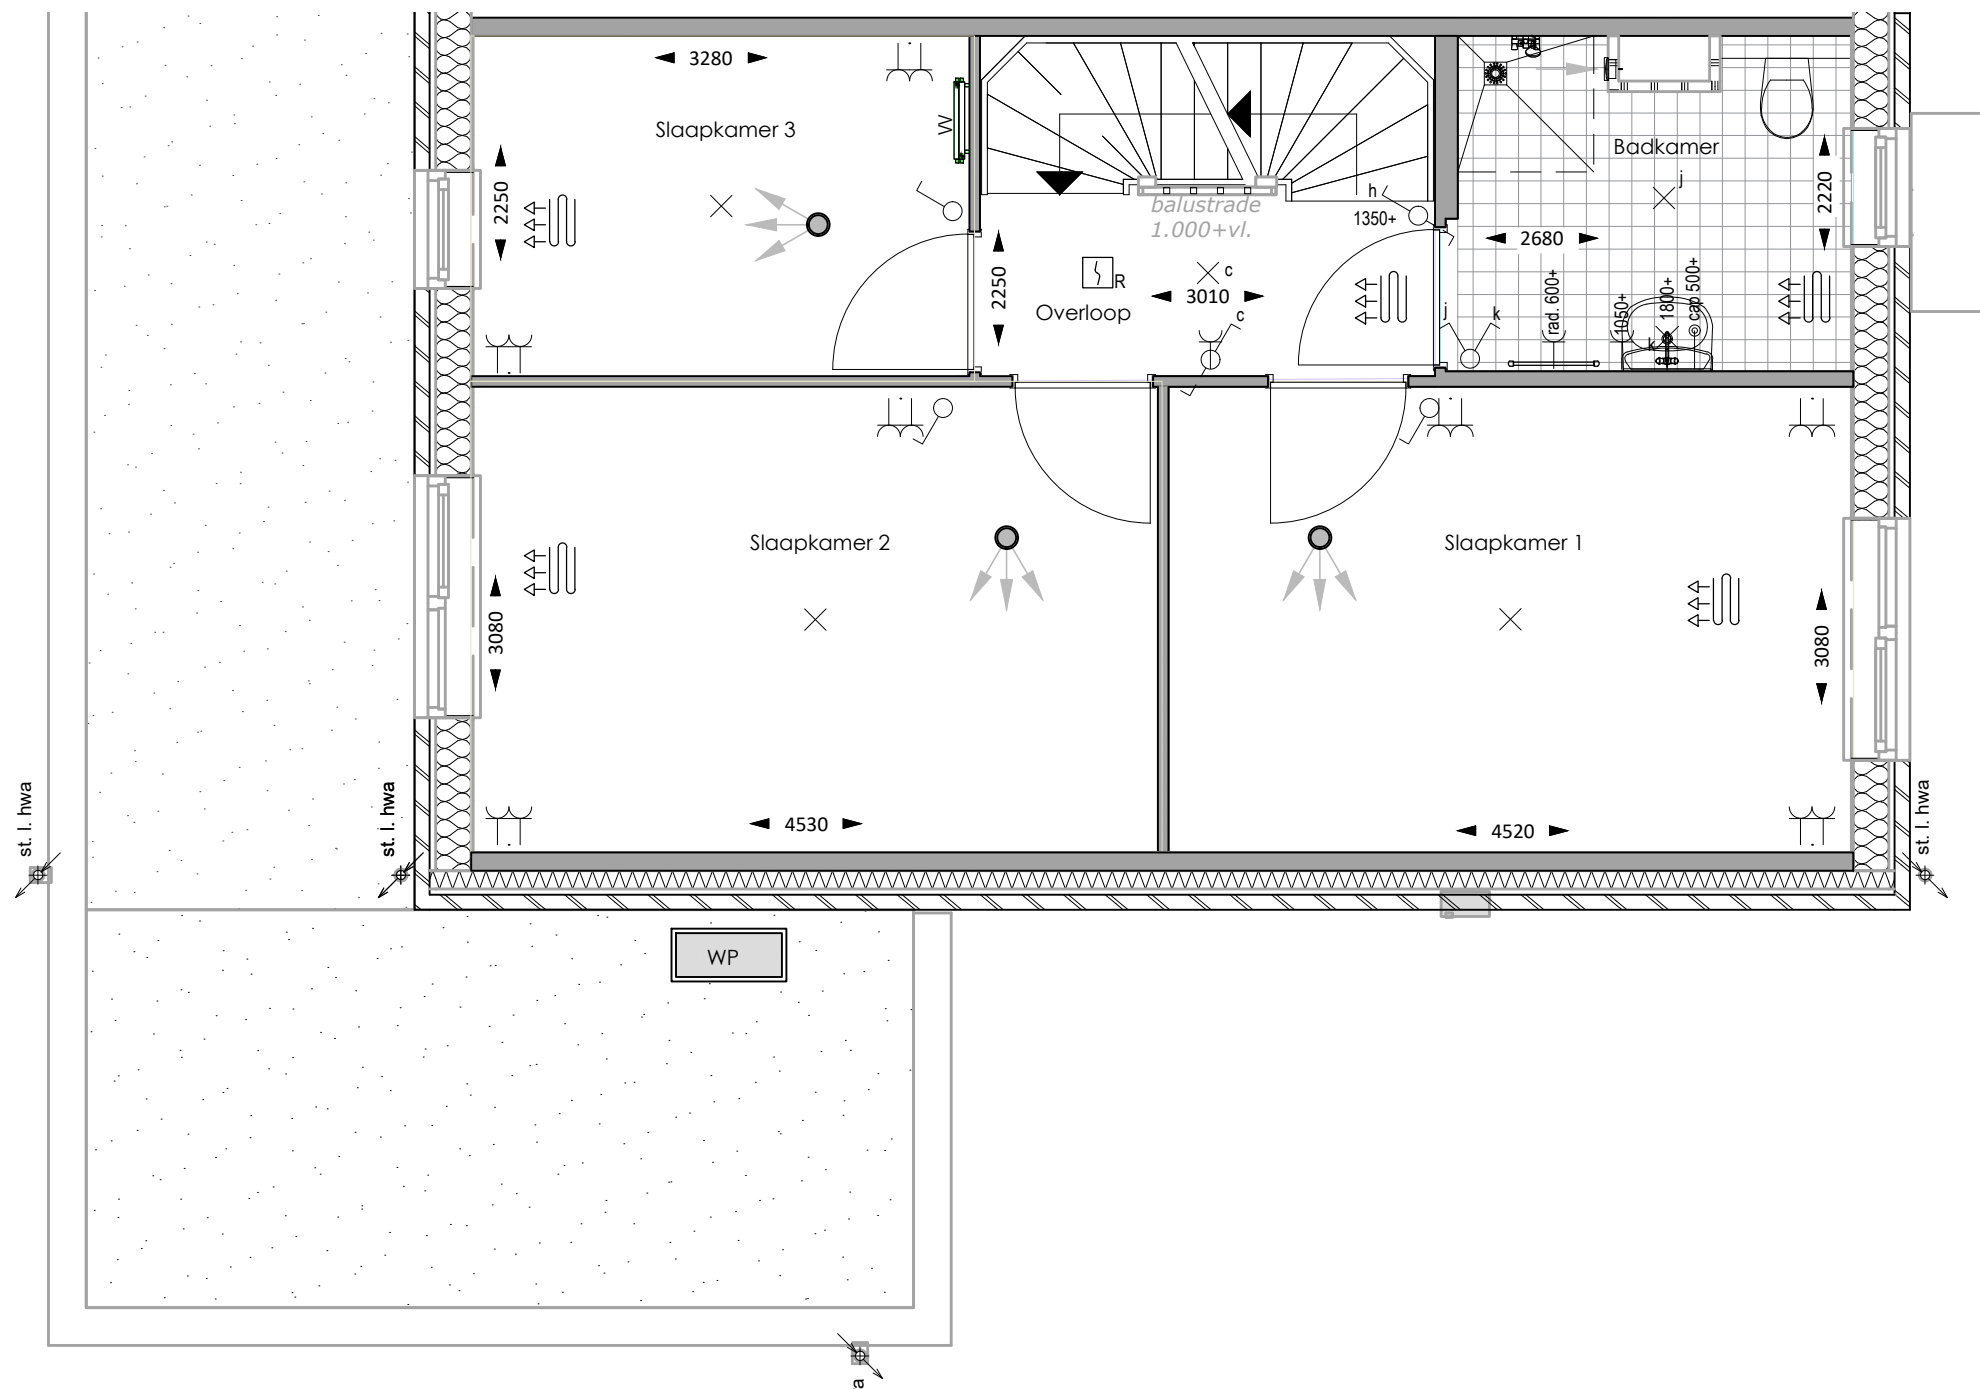 3280
Slaapkamer 3
2250
VV
balustrade
1.000+vl.
h
1350+
Badkamer
j
2220
2680
R
c
3010
Overloop
2250
c
j
k
rad. 600+
1050+
k
1800+
cap 500+
Slaapkamer 2
3080
4530
Slaapkamer 1
3080
4520
st. l. hwa
st. l. hwa
st. l. hwa
WP
a